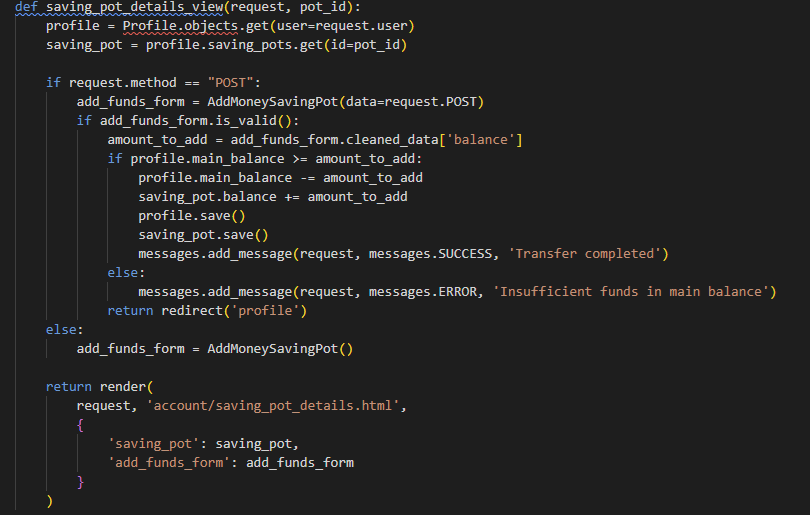 def saving_pot_details_view(request, pot_id):
    profile = Profile.objects.get(user=request.user)
    saving_pot = profile.saving_pots.get(id=pot_id)

    if request.method == "POST":
        add_funds_form = AddMoneySavingPot(data=request.POST)
        if add_funds_form.is_valid():
            amount_to_add = add_funds_form.cleaned_data['balance']
            if profile.main_balance >= amount_to_add:
                profile.main_balance -= amount_to_add
                saving_pot.balance += amount_to_add
                profile.save()
                saving_pot.save()
                messages.add_message(request, messages.SUCCESS, 'Transfer completed')
            else:
                messages.add_message(request, messages.ERROR, 'Insufficient funds in main balance')
            return redirect('profile')
    else:
        add_funds_form = AddMoneySavingPot()

    return render(
        request, 'account/saving_pot_details.html',
        {
            'saving_pot': saving_pot,
            'add_funds_form': add_funds_form
        }
    )